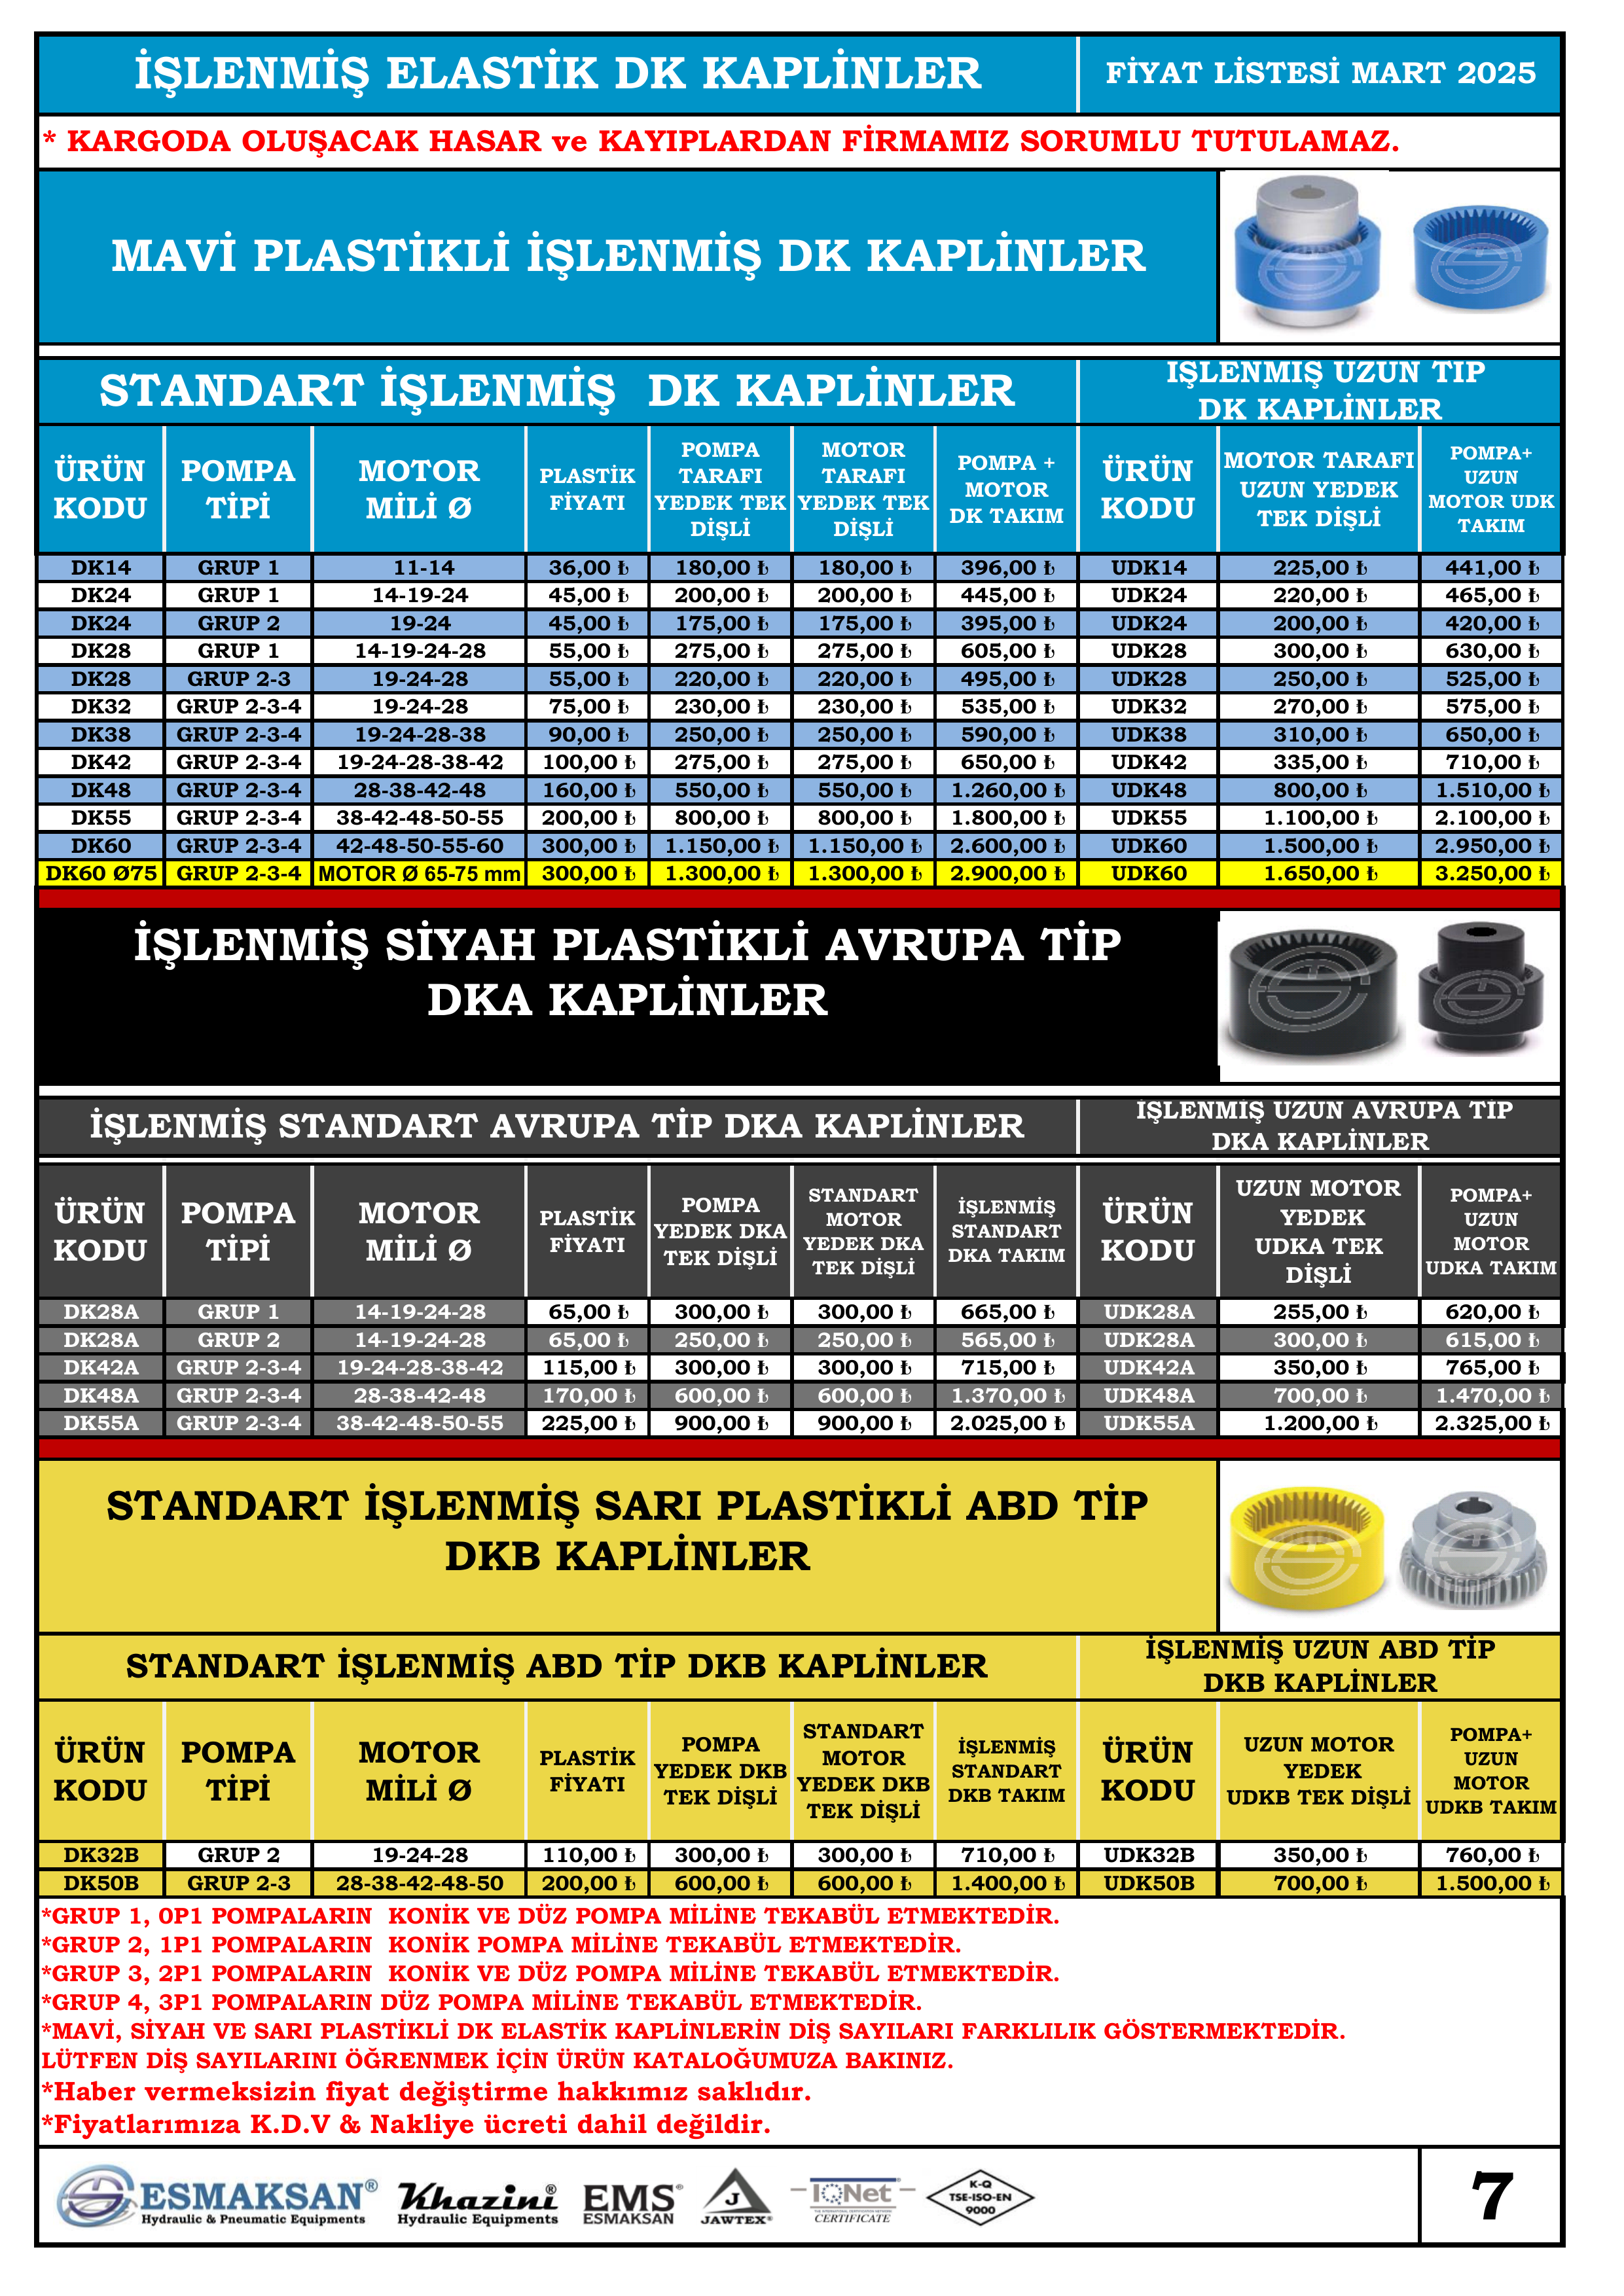 İŞLENMİŞ ELASTİK DK KAPLİNLER
FİYAT LİSTESİ MART 2025
* KARGODA OLUŞACAK HASAR ve KAYIPLARDAN FİRMAMIZ SORUMLU TUTULAMAZ.
MAVİ PLASTİKLİ İŞLENMİŞ DK KAPLİNLER
STANDART İŞLENMİŞ DK KAPLİNLER
İŞLENMİŞ UZUN TİP
DK KAPLİNLER
ÜRÜN KODU POMPA TİPİ MOTOR MİLİ Ø PLASTİK FİYATI POMPA TARAFI YEDEK TEK DİŞLİ MOTOR TARAFI YEDEK TEK DİŞLİ POMPA + MOTOR DK TAKIM ÜRÜN KODU MOTOR TARAFI UZUN YEDEK TEK DİŞLİ POMPA+ UZUN MOTOR UDK TAKIM
DK14 GRUP 1 11-14 36,00 ₺ 180,00 ₺ 180,00 ₺ 396,00 ₺ UDK14 225,00 ₺ 441,00 ₺
DK24 GRUP 1 14-19-24 45,00 ₺ 200,00 ₺ 200,00 ₺ 445,00 ₺ UDK24 220,00 ₺ 465,00 ₺
DK24 GRUP 2 19-24 45,00 ₺ 175,00 ₺ 175,00 ₺ 395,00 ₺ UDK24 200,00 ₺ 420,00 ₺
DK28 GRUP 1 14-19-24-28 55,00 ₺ 275,00 ₺ 275,00 ₺ 605,00 ₺ UDK28 300,00 ₺ 630,00 ₺
DK28 GRUP 2-3 19-24-28 55,00 ₺ 220,00 ₺ 220,00 ₺ 495,00 ₺ UDK28 250,00 ₺ 525,00 ₺
DK32 GRUP 2-3-4 19-24-28 75,00 ₺ 230,00 ₺ 230,00 ₺ 535,00 ₺ UDK32 270,00 ₺ 575,00 ₺
DK38 GRUP 2-3-4 19-24-28-38 90,00 ₺ 250,00 ₺ 250,00 ₺ 590,00 ₺ UDK38 310,00 ₺ 650,00 ₺
DK42 GRUP 2-3-4 19-24-28-38-42 100,00 ₺ 275,00 ₺ 275,00 ₺ 650,00 ₺ UDK42 335,00 ₺ 710,00 ₺
DK48 GRUP 2-3-4 28-38-42-48 160,00 ₺ 550,00 ₺ 550,00 ₺ 1.260,00 ₺ UDK48 800,00 ₺ 1.510,00 ₺
DK55 GRUP 2-3-4 38-42-48-50-55 200,00 ₺ 800,00 ₺ 800,00 ₺ 1.800,00 ₺ UDK55 1.100,00 ₺ 2.100,00 ₺
DK60 GRUP 2-3-4 42-48-50-55-60 300,00 ₺ 1.150,00 ₺ 1.150,00 ₺ 2.600,00 ₺ UDK60 1.500,00 ₺ 2.950,00 ₺
DK60 Ø75 GRUP 2-3-4 MOTOR Ø 65-75 mm 300,00 ₺ 1.300,00 ₺ 1.300,00 ₺ 2.900,00 ₺ UDK60 1.650,00 ₺ 3.250,00 ₺
İŞLENMİŞ SİYAH PLASTİKLİ AVRUPA TİP
DKA KAPLİNLER
İŞLENMİŞ STANDART AVRUPA TİP DKA KAPLİNLER
İŞLENMİŞ UZUN AVRUPA TİP
DKA KAPLİNLER
ÜRÜN KODU POMPA TİPİ MOTOR MİLİ Ø PLASTİK FİYATI POMPA YEDEK DKA TEK DİŞLİ STANDART MOTOR YEDEK DKA TEK DİŞLİ İŞLENMİŞ STANDART DKA TAKIM ÜRÜN KODU UZUN MOTOR YEDEK UDKA TEK DİŞLİ POMPA+ UZUN MOTOR UDKA TAKIM
DK28A GRUP 1 14-19-24-28 65,00 ₺ 300,00 ₺ 300,00 ₺ 665,00 ₺ UDK28A 255,00 ₺ 620,00 ₺
DK28A GRUP 2 14-19-24-28 65,00 ₺ 250,00 ₺ 250,00 ₺ 565,00 ₺ UDK28A 300,00 ₺ 615,00 ₺
DK42A GRUP 2-3-4 19-24-28-38-42 115,00 ₺ 300,00 ₺ 300,00 ₺ 715,00 ₺ UDK42A 350,00 ₺ 765,00 ₺
DK48A GRUP 2-3-4 28-38-42-48 170,00 ₺ 600,00 ₺ 600,00 ₺ 1.370,00 ₺ UDK48A 700,00 ₺ 1.470,00 ₺
DK55A GRUP 2-3-4 38-42-48-50-55 225,00 ₺ 900,00 ₺ 900,00 ₺ 2.025,00 ₺ UDK55A 1.200,00 ₺ 2.325,00 ₺
STANDART İŞLENMİŞ SARI PLASTİKLİ ABD TİP
DKB KAPLİNLER
STANDART İŞLENMİŞ ABD TİP DKB KAPLİNLER
İŞLENMİŞ UZUN ABD TİP
DKB KAPLİNLER
ÜRÜN KODU POMPA TİPİ MOTOR MİLİ Ø PLASTİK FİYATI POMPA YEDEK DKB TEK DİŞLİ STANDART MOTOR YEDEK DKB TEK DİŞLİ İŞLENMİŞ STANDART DKB TAKIM ÜRÜN KODU UZUN MOTOR YEDEK UDKB TEK DİŞLİ POMPA+ UZUN MOTOR UDKB TAKIM
DK32B GRUP 2 19-24-28 110,00 ₺ 300,00 ₺ 300,00 ₺ 710,00 ₺ UDK32B 350,00 ₺ 760,00 ₺
DK50B GRUP 2-3 28-38-42-48-50 200,00 ₺ 600,00 ₺ 600,00 ₺ 1.400,00 ₺ UDK50B 700,00 ₺ 1.500,00 ₺
*GRUP 1, 0P1 POMPALARIN KONİK VE DÜZ POMPA MİLİNE TEKABÜL ETMEKTEDİR.
*GRUP 2, 1P1 POMPALARIN KONİK POMPA MİLİNE TEKABÜL ETMEKTEDİR.
*GRUP 3, 2P1 POMPALARIN KONİK VE DÜZ POMPA MİLİNE TEKABÜL ETMEKTEDİR.
*GRUP 4, 3P1 POMPALARIN DÜZ POMPA MİLİNE TEKABÜL ETMEKTEDİR.
*MAVİ, SİYAH VE SARI PLASTİKLİ DK ELASTİK KAPLİNLERİN DİŞ SAYILARI FARKLILIK GÖSTERMEKTEDİR.
LÜTFEN DİŞ SAYILARINI ÖĞRENMEK İÇİN ÜRÜN KATALOĞUMUZA BAKINIZ.
*Haber vermeksizin fiyat değiştirme hakkımız saklıdır.
*Fiyatlarımıza K.D.V & Nakliye ücreti dahil değildir.
ESMAKSAN®
Hydraulic & Pneumatic Equipments
Khazini®
Hydraulic Equipments
EMS®
ESMAKSAN
J
JAWTEX®
IQNet
CERTIFICATE
K-Q
TSE-ISO-EN
9000
7